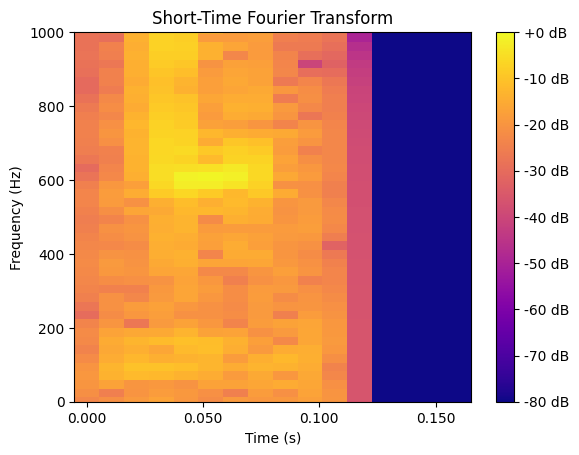 Short-Time Fourier Transform
1000
800
600
400
200
0
Frequency (Hz)
0.000
0.050
0.100
0.150
Time (s)
+0 dB
-10 dB
-20 dB
-30 dB
-40 dB
-50 dB
-60 dB
-70 dB
-80 dB